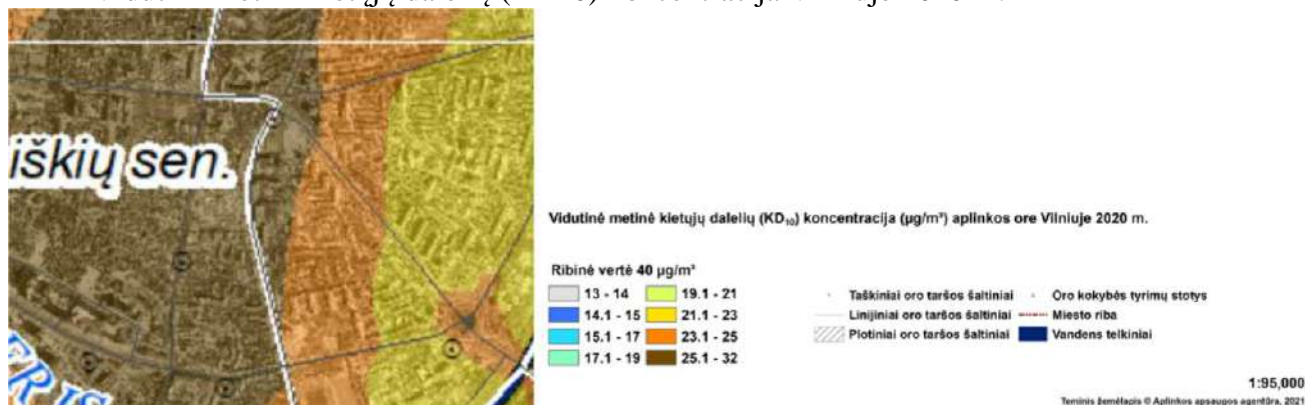 iškių sen.
Vidutinė metinė kietųjų dalelių (KD₁₀) koncentracija (µg/m³) aplinkos ore Vilniuje 2020 m.
Ribinė vertė 40 µg/m³
13 - 14
14.1 - 15
15.1 - 17
17.1 - 19
19.1 - 21
21.1 - 23
23.1 - 25
25.1 - 32
Taškiniai oro taršos šaltiniai
Linijiniai oro taršos šaltiniai
Plotiniai oro taršos šaltiniai
Oro kokybės tyrimų stotys
Miesto riba
Vandens telkiniai
1:95,000
Teminis žemėlapis © Aplinkos apsaugos agentūra, 2021